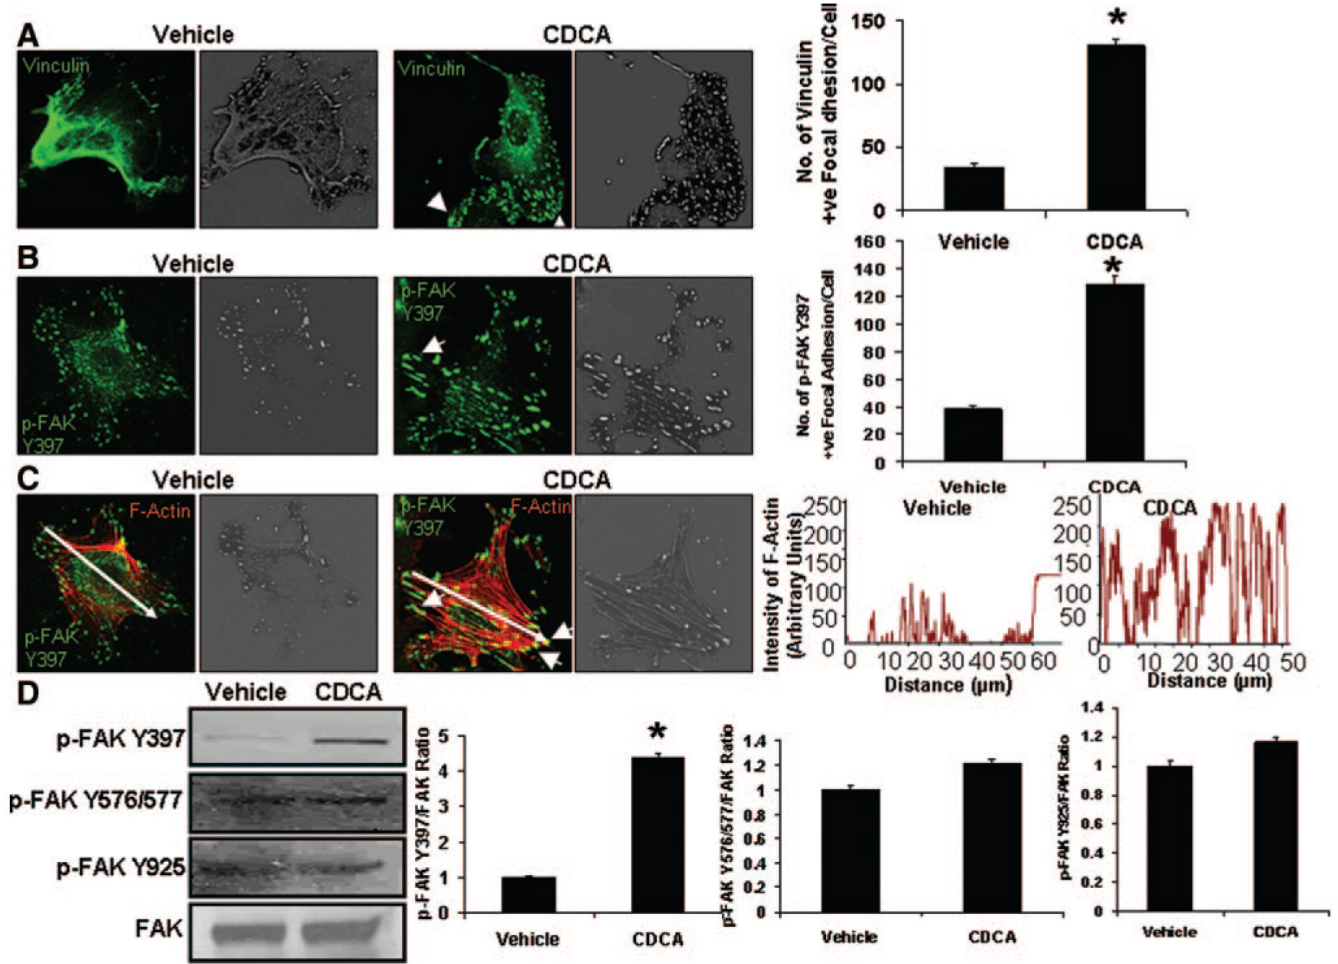 A
Vehicle
CDCA
Vinculin
Vinculin
No. of Vinculin
+ve Focal dhesion/Cell
150
100
50
0
*
Vehicle
CDCA
B
Vehicle
CDCA
p-FAK
Y397
p-FAK
Y397
No. of p-FAK Y397
+ve Focal Adhesion/Cell
160
140
120
100
80
60
40
20
0
*
Vehicle
CDCA
C
Vehicle
CDCA
F-Actin
p-FAK
Y397
p-FAK
Y397
F-Actin
Intensity of F-Actin
(Arbitrary Units)
250
200
150
100
50
0
Vehicle
0 10 20 30 40 50 60
Distance (µm)
250
200
150
100
50
0
CDCA
0 10 20 30 40 50
Distance (µm)
D
Vehicle CDCA
p-FAK Y397
p-FAK Y576/577
p-FAK Y925
FAK
p-FAK Y397/FAK Ratio
5
4
3
2
1
0
*
Vehicle
CDCA
p-FAK Y576/577/FAK Ratio
1.4
1.2
1
0.8
0.6
0.4
0.2
0
Vehicle
CDCA
p-FAK Y925/FAK Ratio
1.4
1.2
1
0.8
0.6
0.4
0.2
0
Vehicle
CDCA